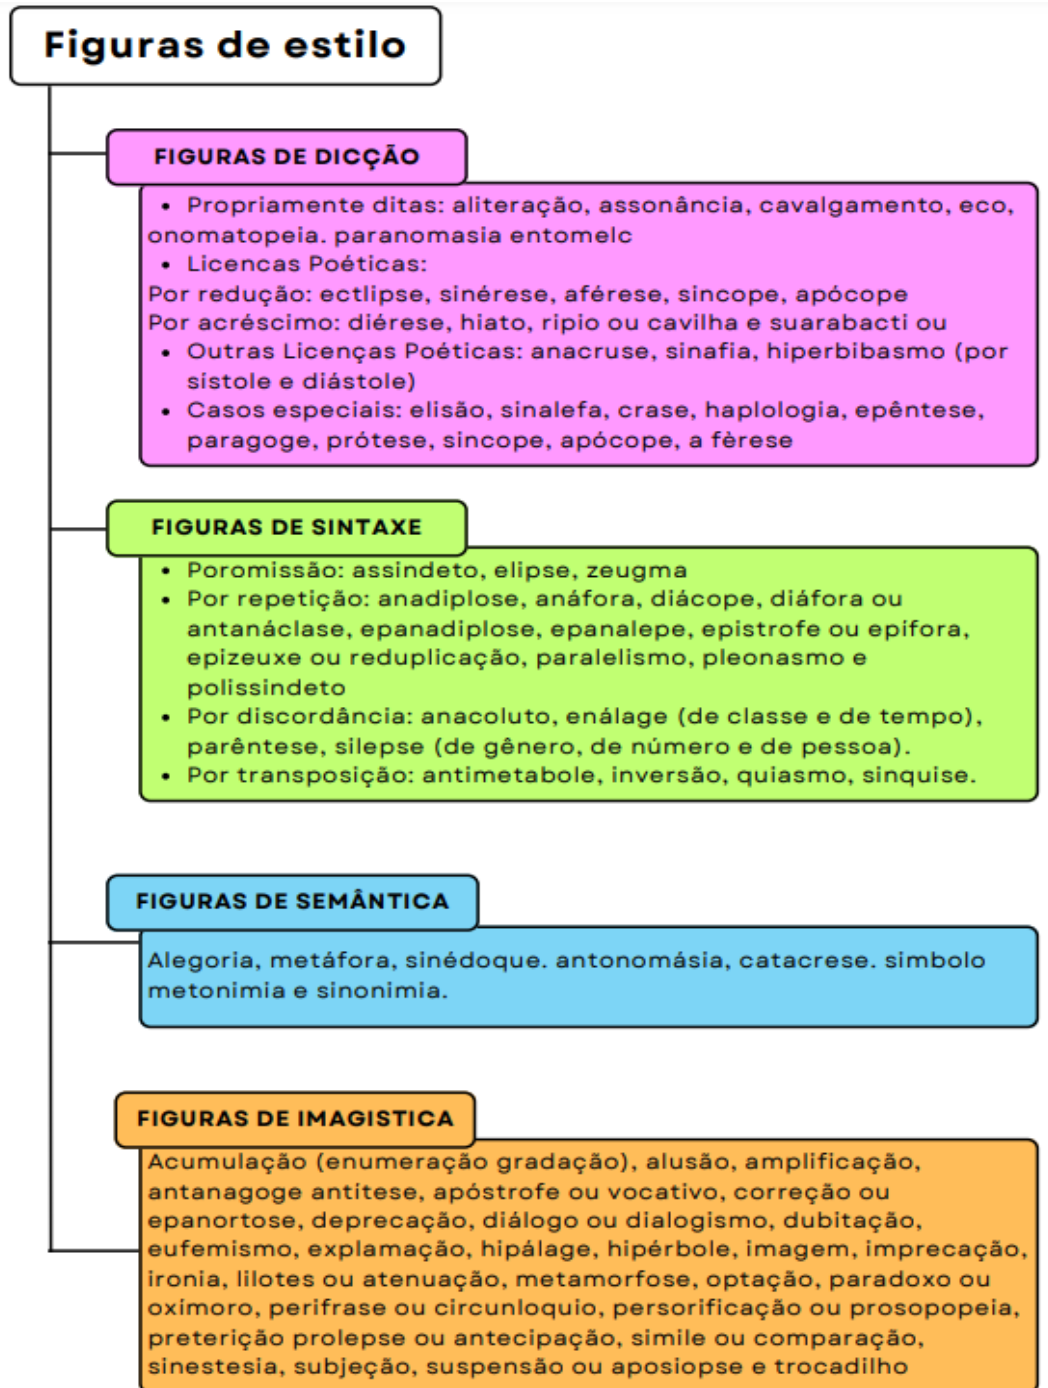 Figuras de estilo
FIGURAS DE DICÇÃO
• Propriamente ditas: aliteração, assonância, cavalgamento, eco,
onomatopeia. paranomasia entomelc
• Licencas Poéticas:
Por redução: ectlipse, sinérese, aférese, sincope, apócope
Por acréscimo: diérese, hiato, ripio ou cavilha e suarabacti ou
• Outras Licenças Poéticas: anacruse, sinafia, hiperbibasmo (por
sístole e diástole)
• Casos especiais: elisão, sinalefa, crase, haplologia, epêntese,
paragoge, prótese, sincope, apócope, a fèrese
FIGURAS DE SINTAXE
• Poromissão: assindeto, elipse, zeugma
• Por repetição: anadiplose, anáfora, diácope, diáfora ou
antanáclase, epanadiplose, epanalepe, epistrofe ou epífora,
epizeuxe ou reduplicação, paralelismo, pleonasmo e
polissindeto
• Por discordância: anacoluto, enálage (de classe e de tempo),
parêntese, silepse (de gênero, de número e de pessoa).
• Por transposição: antimetabole, inversão, quiasmo, sinquise.
FIGURAS DE SEMÂNTICA
Alegoria, metáfora, sinédoque. antonomásia, catacrese. simbolo
metonimia e sinonimia.
FIGURAS DE IMAGISTICA
Acumulação (enumeração gradação), alusão, amplificação,
antanagoge antitese, apóstrofe ou vocativo, correção ou
epanortose, deprecação, diálogo ou dialogismo, dubitação,
eufemismo, explamação, hipálage, hipérbole, imagem, imprecação,
ironia, lilotes ou atenuação, metamorfose, optação, paradoxo ou
oxímoro, perifrase ou circunloquio, persorificação ou prosopopeia,
preterição prolepse ou antecipação, simile ou comparação,
sinestesia, subjeção, suspensão ou aposiopse e trocadilho